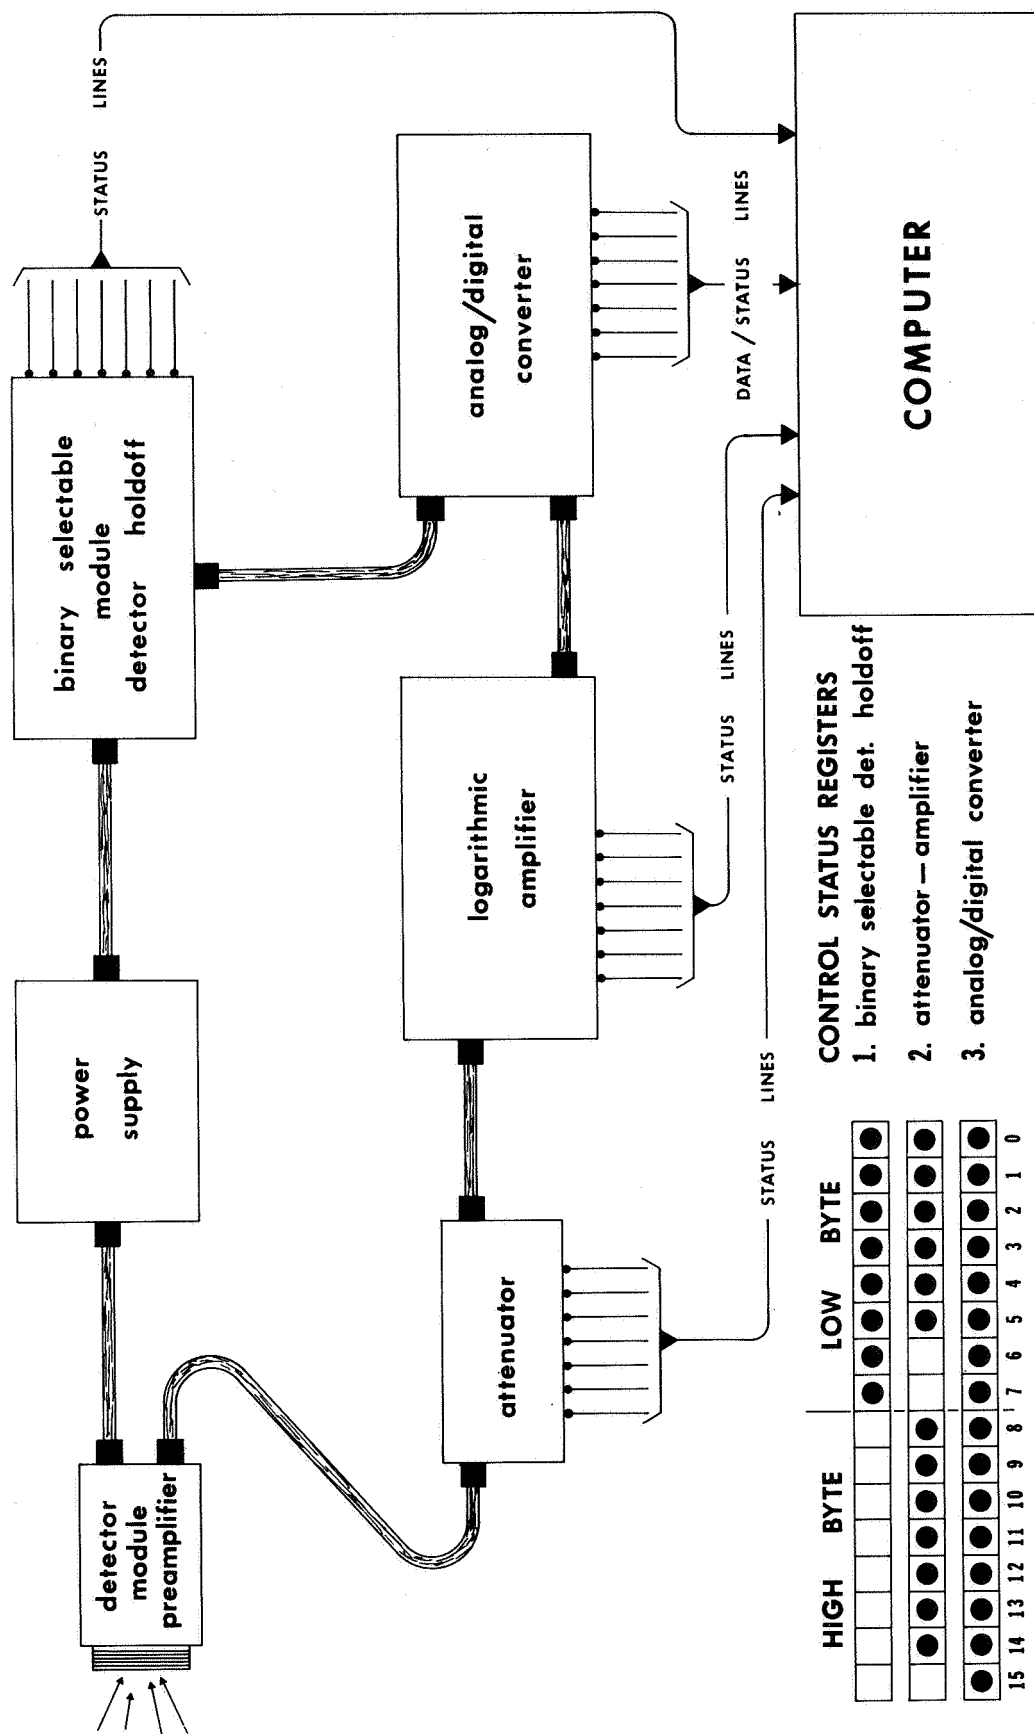 detector
module
preamplifier
power
supply
binary selectable
module
detector holdoff
STATUS LINES
attenuator
logarithmic
amplifier
analog/digital
converter
STATUS LINES
STATUS LINES
DATA/STATUS LINES
COMPUTER
HIGH BYTE LOW BYTE
15 14 13 12 11 10 9 8 7 6 5 4 3 2 1 0
CONTROL STATUS REGISTERS
1. binary selectable det. holdoff
2. attenuator—amplifier
3. analog/digital converter